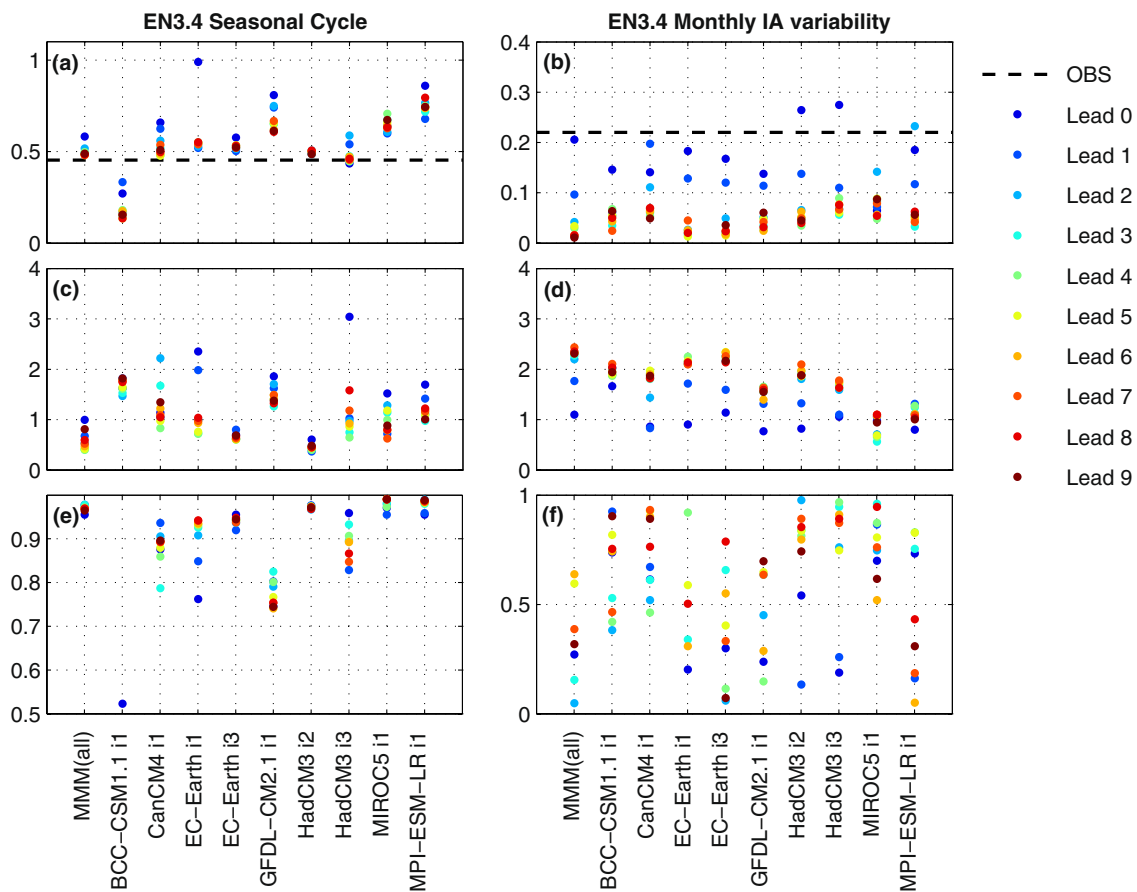 EN3.4 Seasonal Cycle
EN3.4 Monthly IA variability
(a)
1
0.5
0
(b)
0.4
0.3
0.2
0.1
0
(c)
4
3
2
1
0
(d)
4
3
2
1
0
(e)
0.9
0.8
0.7
0.6
0.5
(f)
1
0.5
0
MMM(all)
BCC−CSM1.1 i1
CanCM4 i1
EC−Earth i1
EC−Earth i3
GFDL−CM2.1 i1
HadCM3 i2
HadCM3 i3
MIROC5 i1
MPI−ESM−LR i1
MMM(all)
BCC−CSM1.1 i1
CanCM4 i1
EC−Earth i1
EC−Earth i3
GFDL−CM2.1 i1
HadCM3 i2
HadCM3 i3
MIROC5 i1
MPI−ESM−LR i1
OBS
Lead 0
Lead 1
Lead 2
Lead 3
Lead 4
Lead 5
Lead 6
Lead 7
Lead 8
Lead 9